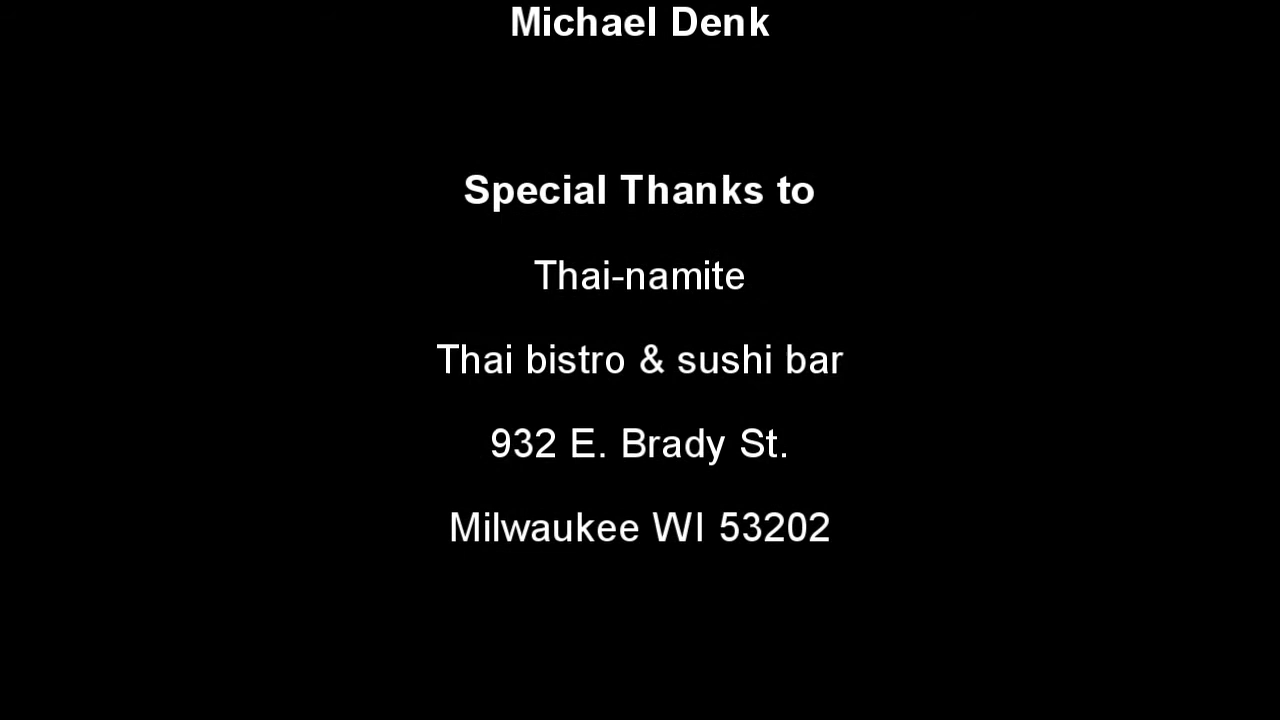 Michael Denk
Special Thanks to
Thai-namite
Thai bistro & sushi bar
932 E. Brady St.
Milwaukee WI 53202